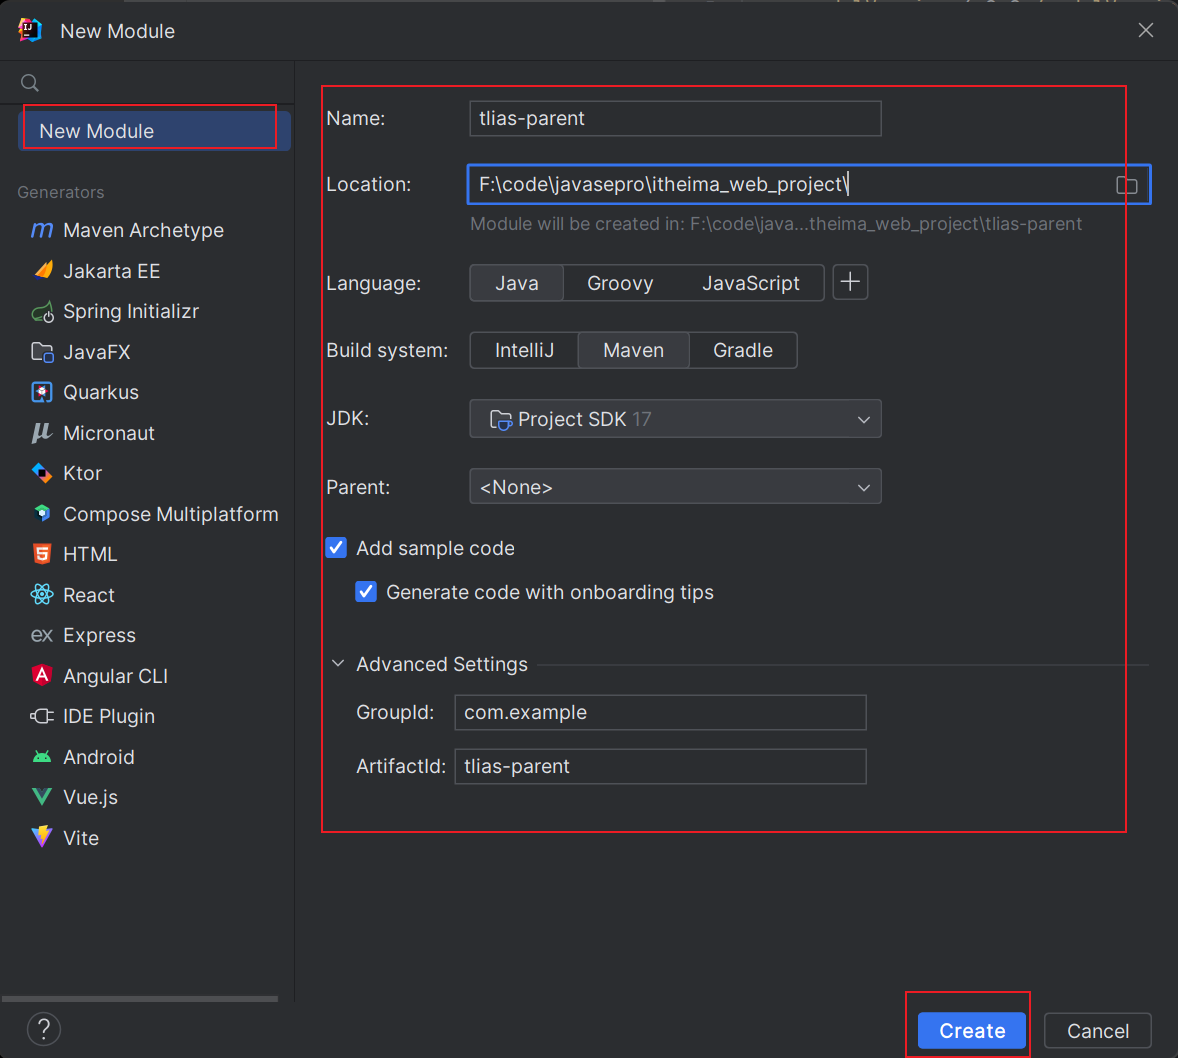 New Module
New Module
Generators
Maven Archetype
Jakarta EE
Spring Initializr
JavaFX
Quarkus
Micronaut
Ktor
Compose Multiplatform
HTML
React
Express
Angular CLI
IDE Plugin
Android
Vue.js
Vite
Name: tlias-parent
Location: F:\code\javasepro\itheima_web_project\
Module will be created in: F:\code\java...theima_web_project\tlias-parent
Language: Java Groovy JavaScript
Build system: IntelliJ Maven Gradle
JDK: Project SDK 17
Parent: <None>
Add sample code
Generate code with onboarding tips
Advanced Settings
GroupId: com.example
ArtifactId: tlias-parent
? Create Cancel